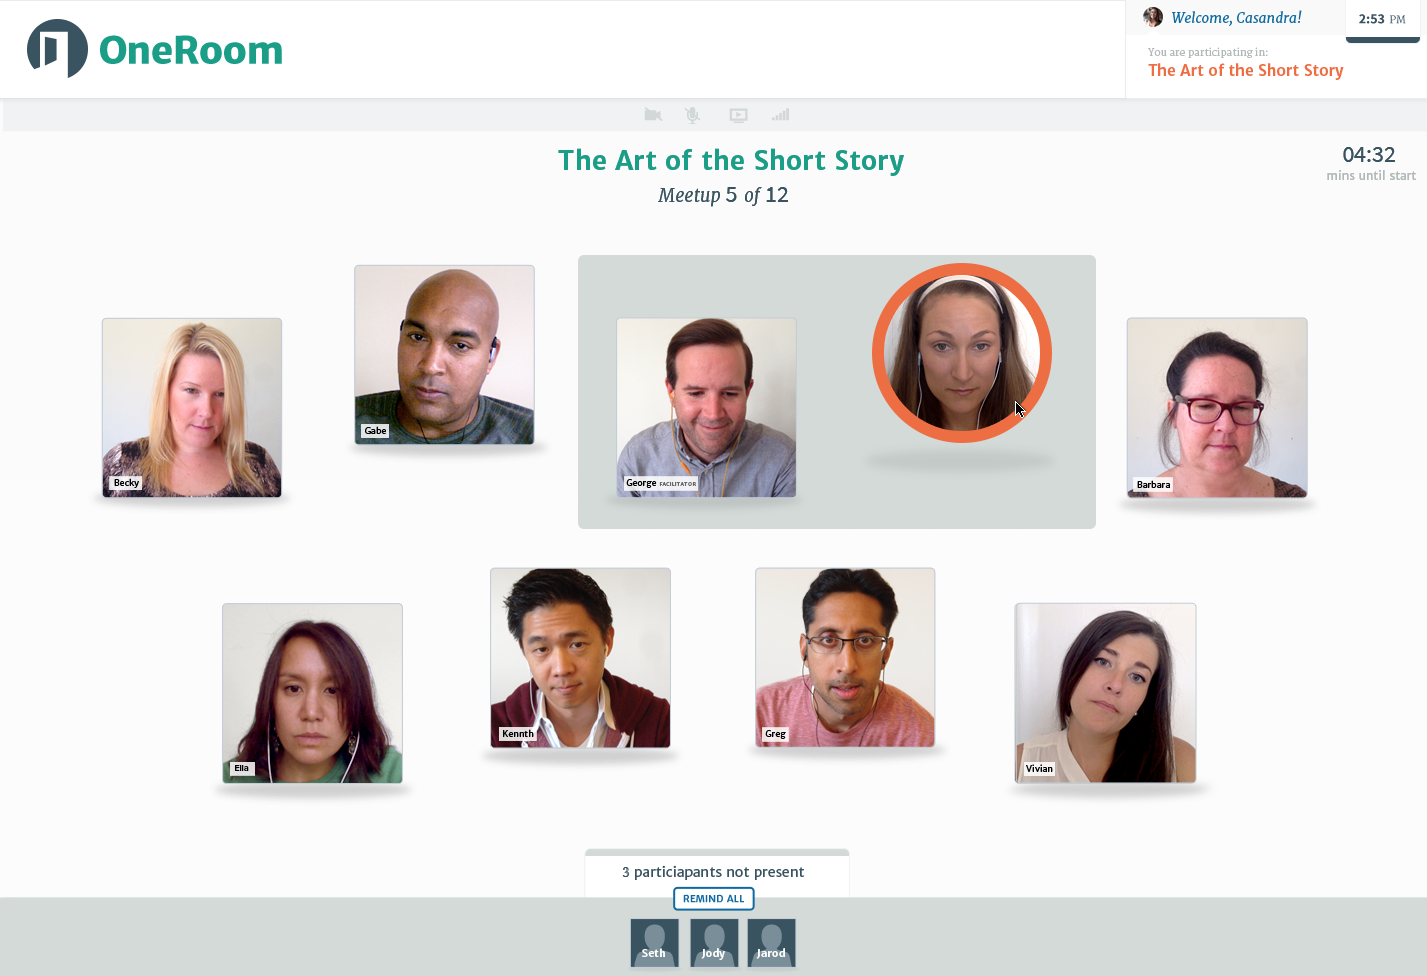 OneRoom
Welcome, Casandra!
2:53 PM
You are participating in:
The Art of the Short Story
The Art of the Short Story
Meetup 5 of 12
04:32
mins until start
Becky
Gabe
George FACILITATOR
Barbara
Ella
Kennth
Greg
Vivian
3 particiapants not present
REMIND ALL
Seth
Jody
Jarod